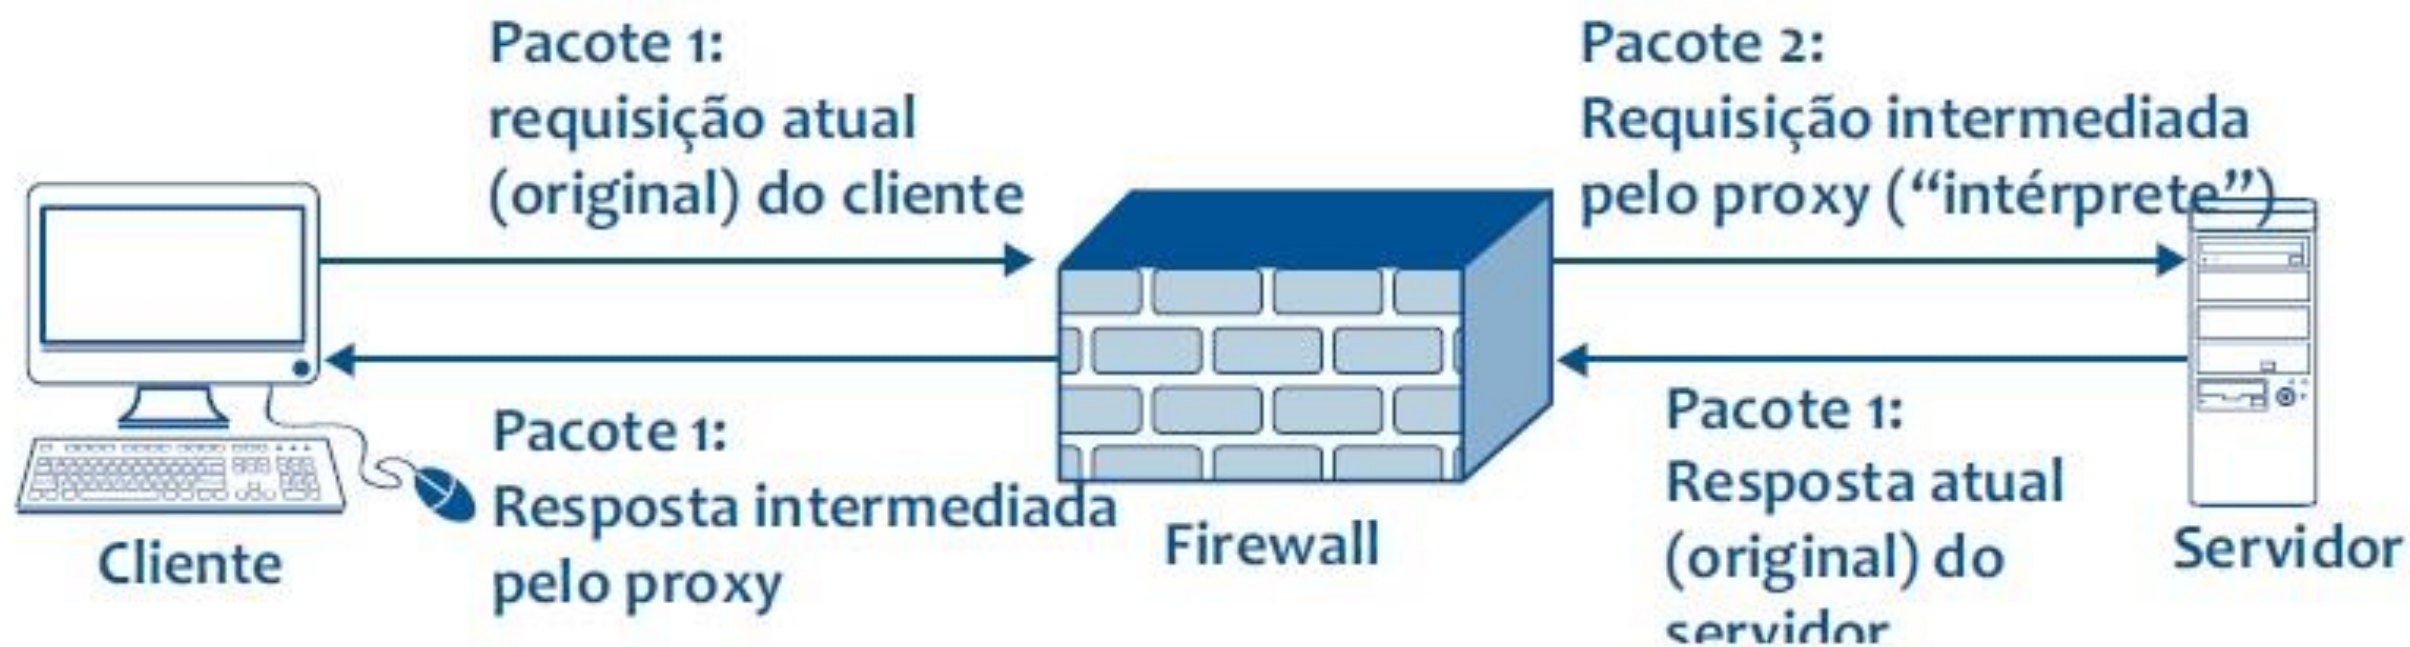 Pacote 1:
requisição atual
(original) do cliente
Pacote 2:
Requisição intermediada
pelo proxy (“intérprete”)
Pacote 1:
Resposta intermediada
pelo proxy
Pacote 1:
Resposta atual
(original) do
servidor
Cliente
Firewall
Servidor